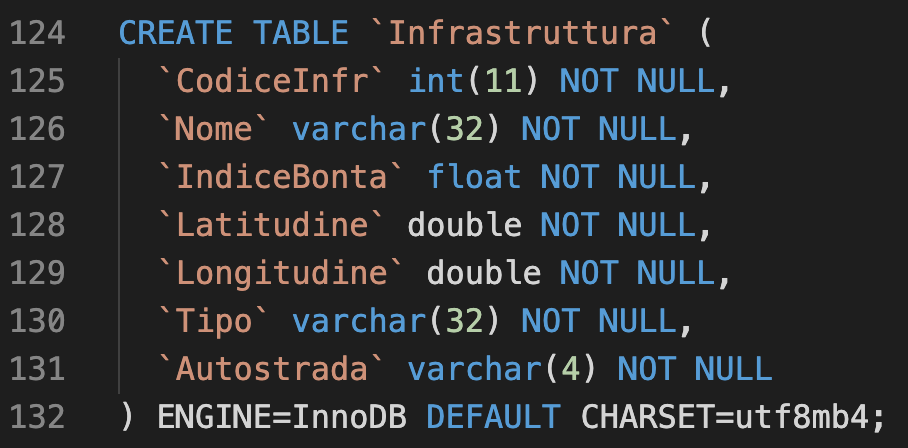 124 CREATE TABLE `Infrastruttura` (
125 `CodiceInfr` int(11) NOT NULL,
126 `Nome` varchar(32) NOT NULL,
127 `IndiceBonta` float NOT NULL,
128 `Latitudine` double NOT NULL,
129 `Longitudine` double NOT NULL,
130 `Tipo` varchar(32) NOT NULL,
131 `Autostrada` varchar(4) NOT NULL
132 ) ENGINE=InnoDB DEFAULT CHARSET=utf8mb4;